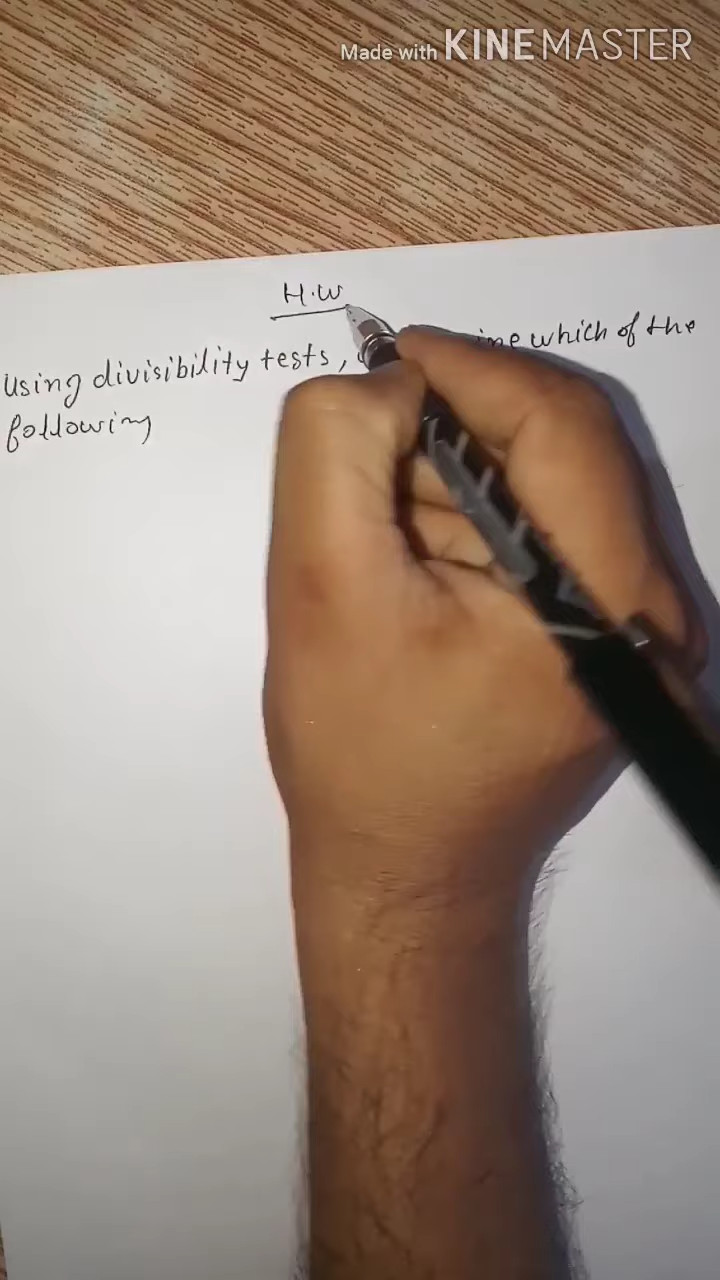 Made with KINEMASTER
H.W
Using divisibility tests, which of the
following